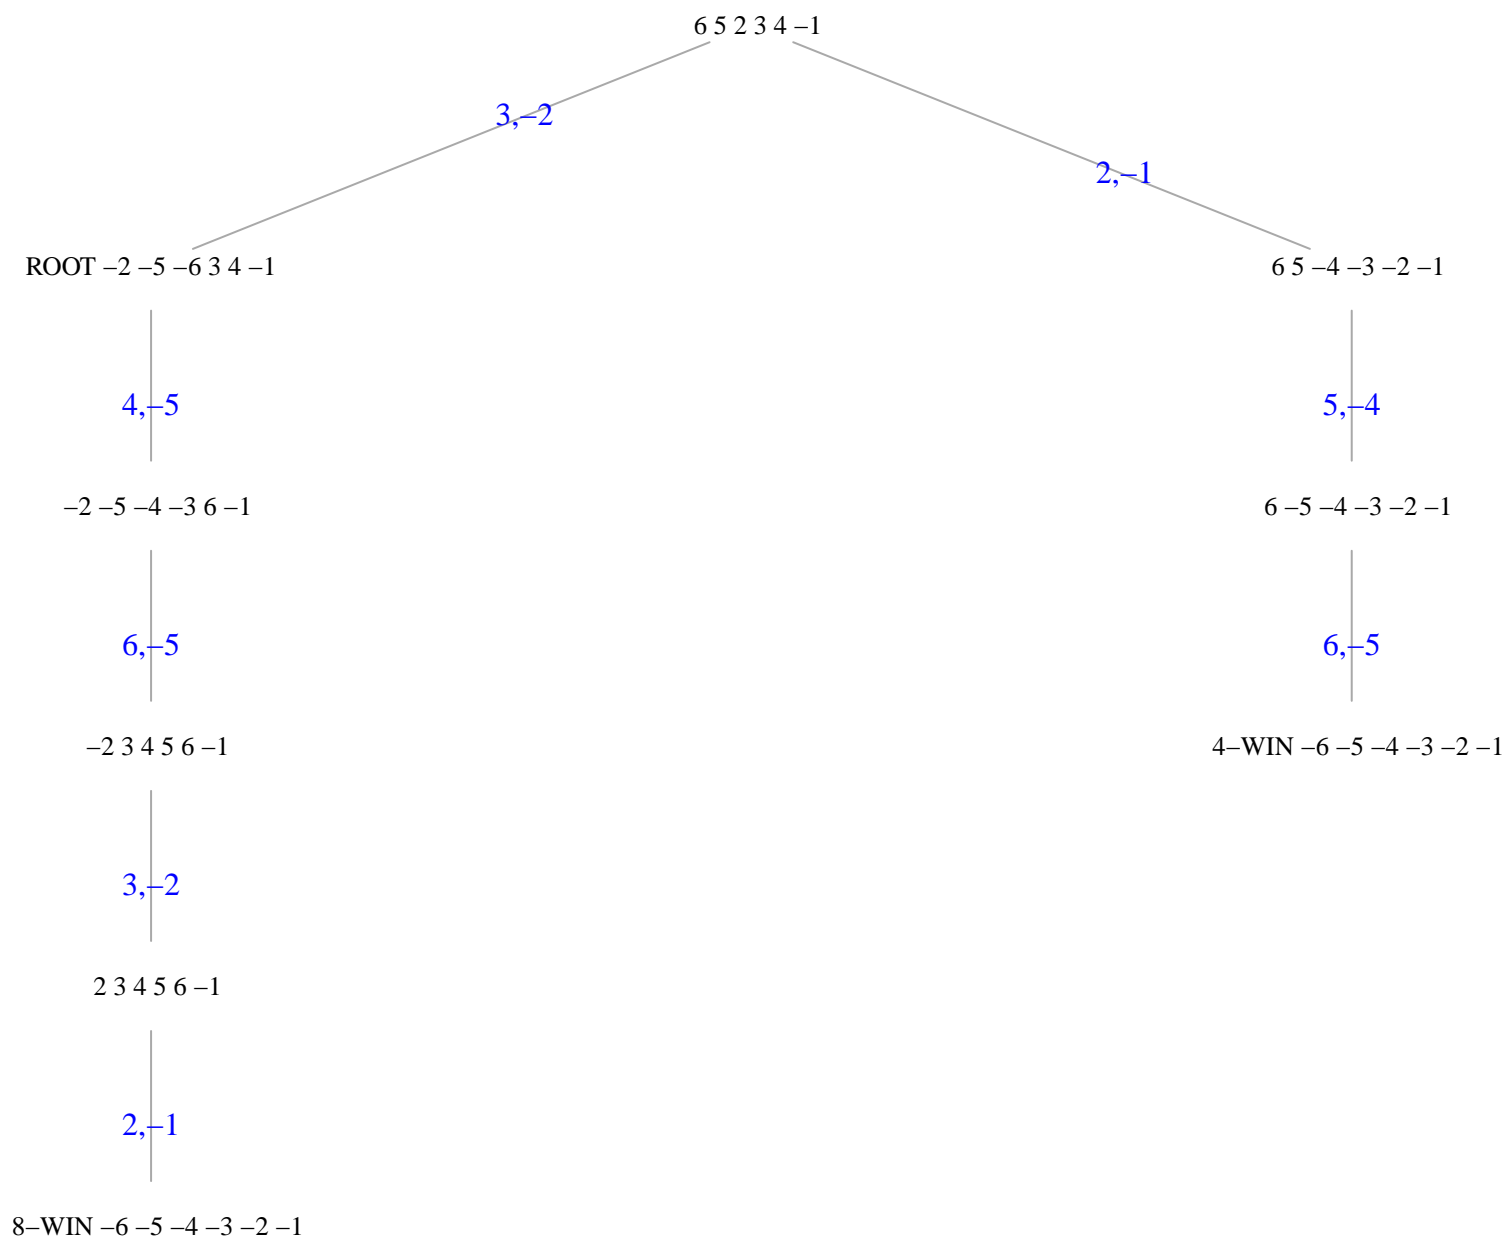 6 5 2 3 4 –1
3,–2
2,–1
ROOT –2 –5 –6 3 4 –1
6 5 –4 –3 –2 –1
4,–5
5,–4
–2 –5 –4 –3 6 –1
6 –5 –4 –3 –2 –1
6,–5
6,–5
–2 3 4 5 6 –1
4–WIN –6 –5 –4 –3 –2 –1
3,–2
2 3 4 5 6 –1
2,–1
8–WIN –6 –5 –4 –3 –2 –1